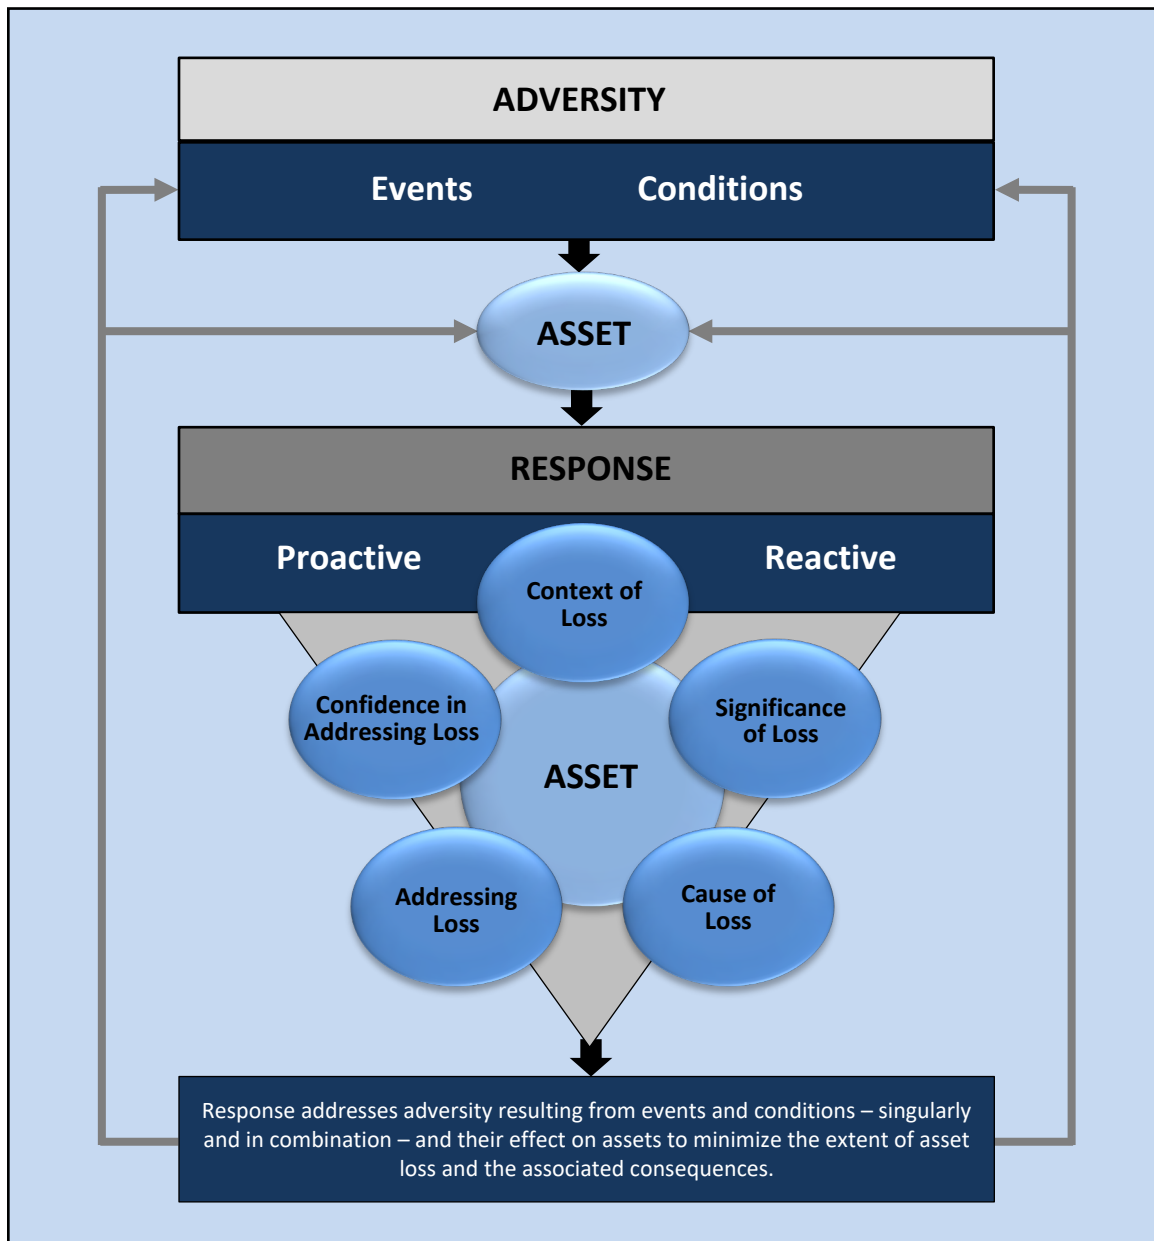 ADVERSITY
Events
Conditions
ASSET
RESPONSE
Proactive
Reactive
Context of
Loss
Confidence in
Addressing Loss
Significance
of Loss
ASSET
Addressing
Loss
Cause of
Loss
Response addresses adversity resulting from events and conditions – singularly
and in combination – and their effect on assets to minimize the extent of asset
loss and the associated consequences.